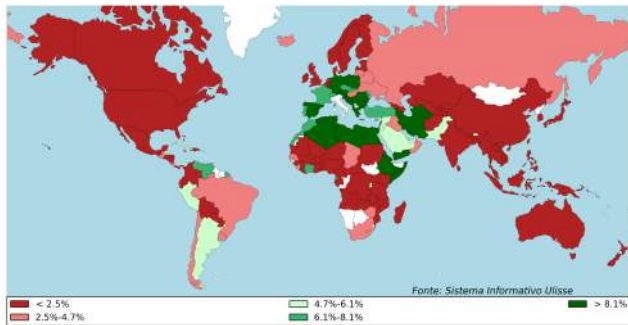 Fonte: Sistema Informativo Ulisse
< 2.5% 4.7%-6.1% > 8.1%
2.5%-4.7% 6.1%-8.1%